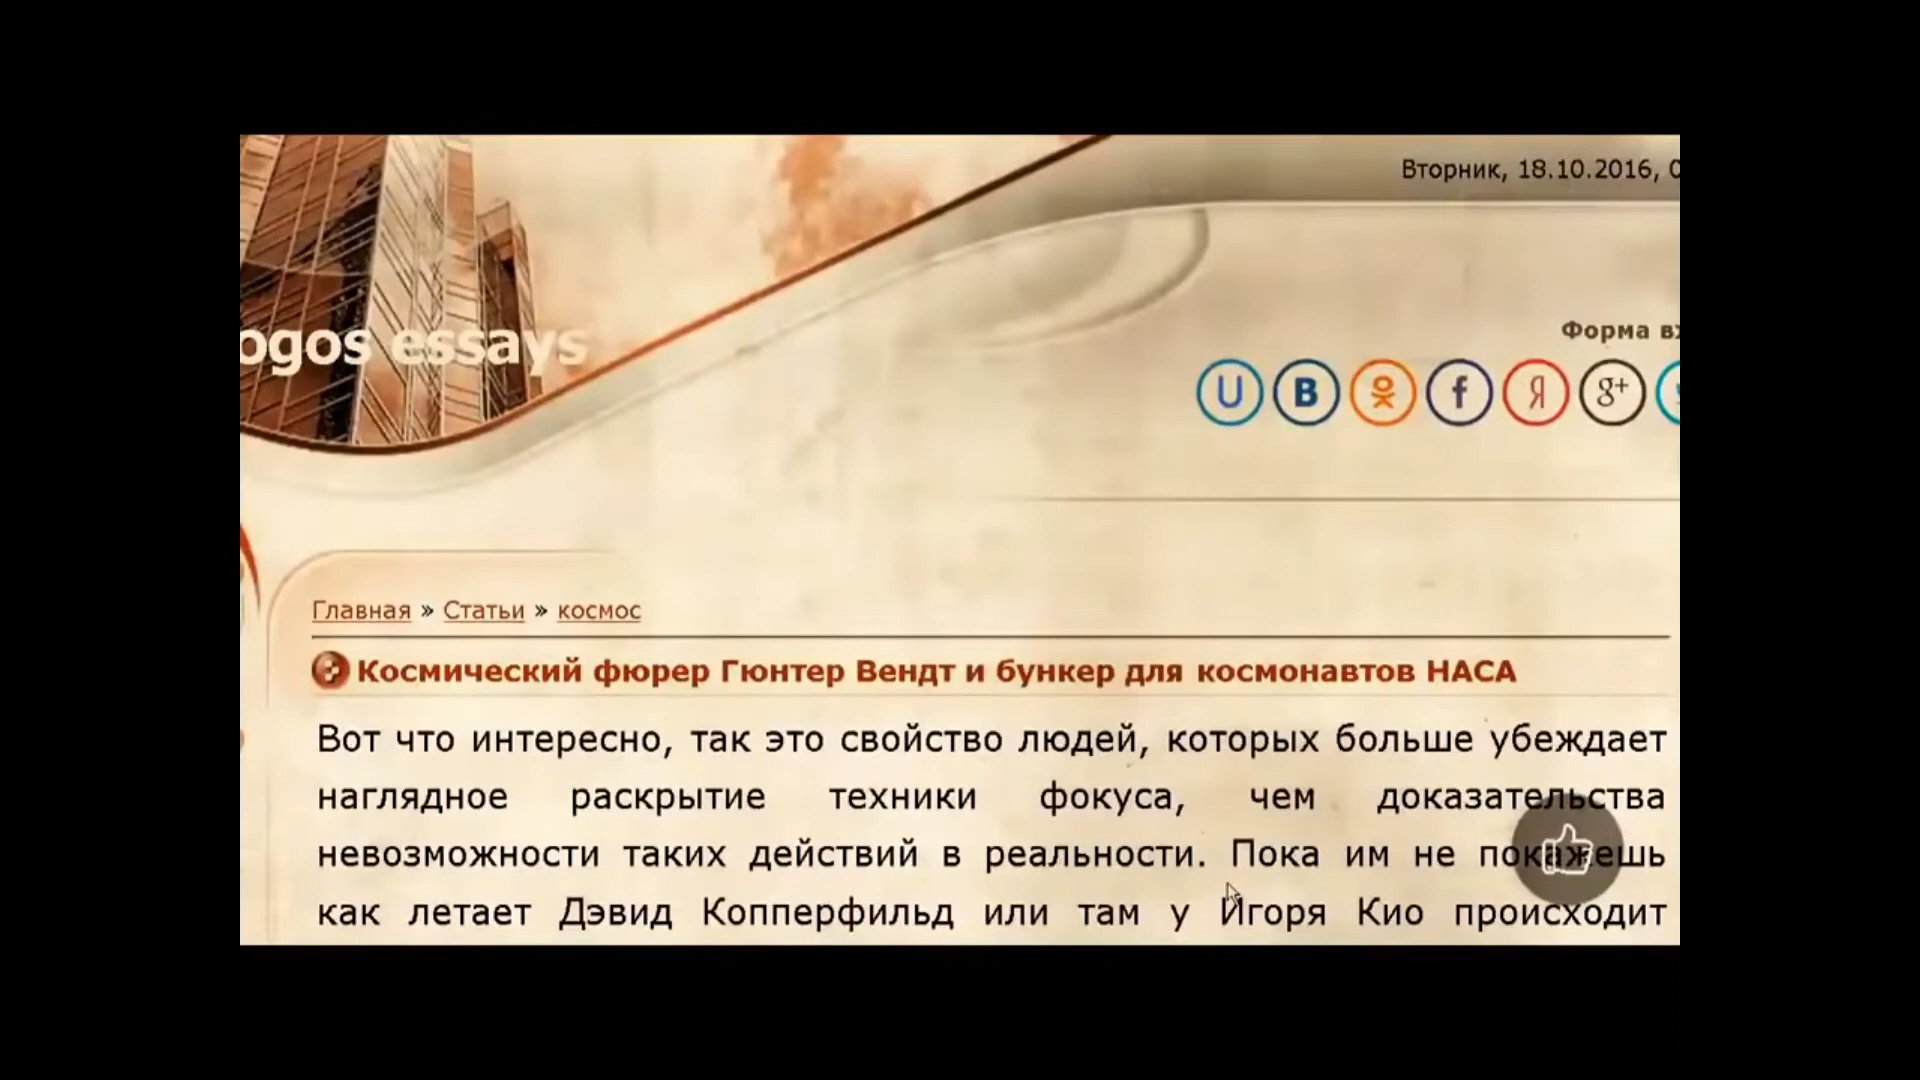 Вторник, 18.10.2016, 0
ogos essays
Форма вх
U B f Я g+
Главная » Статьи » космос
Космический фюрер Гюнтер Вендт и бункер для космонавтов НАСА
Вот что интересно, так это свойство людей, которых больше убеждает
наглядное раскрытие техники фокуса, чем доказательства
невозможности таких действий в реальности. Пока им не покажешь
как летает Дэвид Копперфильд или там у Игоря Кио происходит